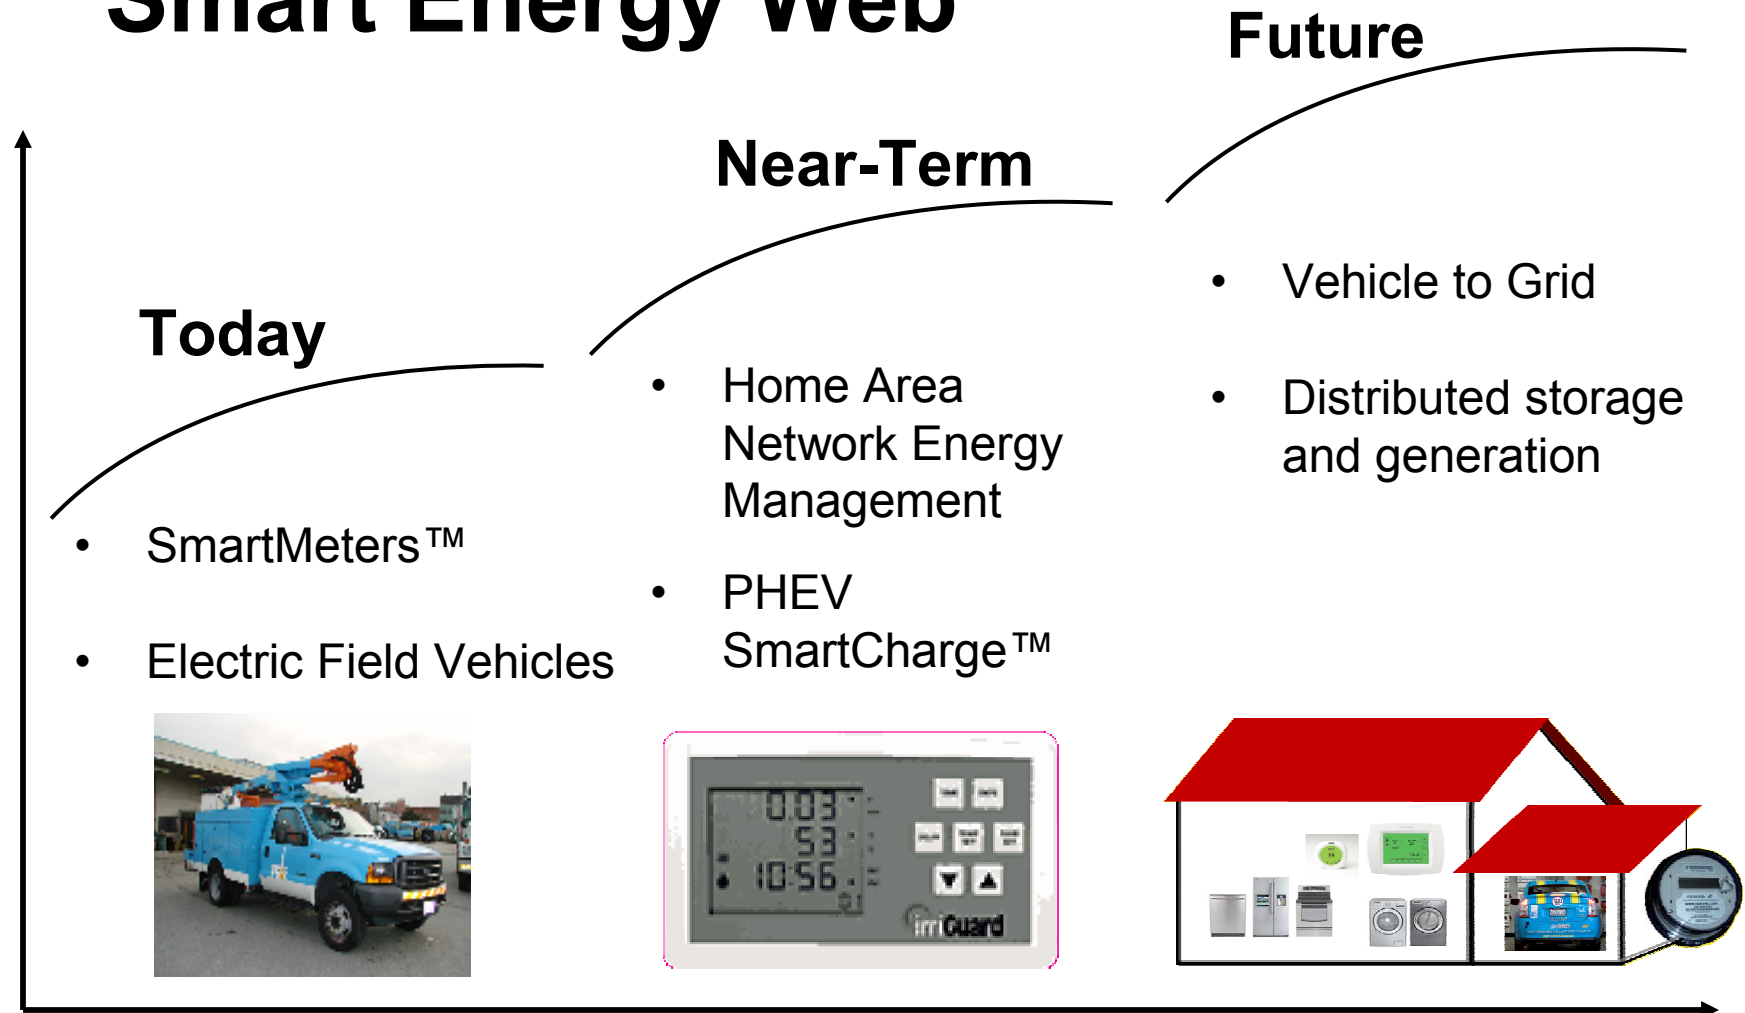 Smart Energy Web
Future
Near-Term
Today
• Vehicle to Grid
• Distributed storage
and generation
• Home Area
Network Energy
Management
• PHEV
SmartCharge™
• SmartMeters™
• Electric Field Vehicles
0.03
53
10:56
irriGuard